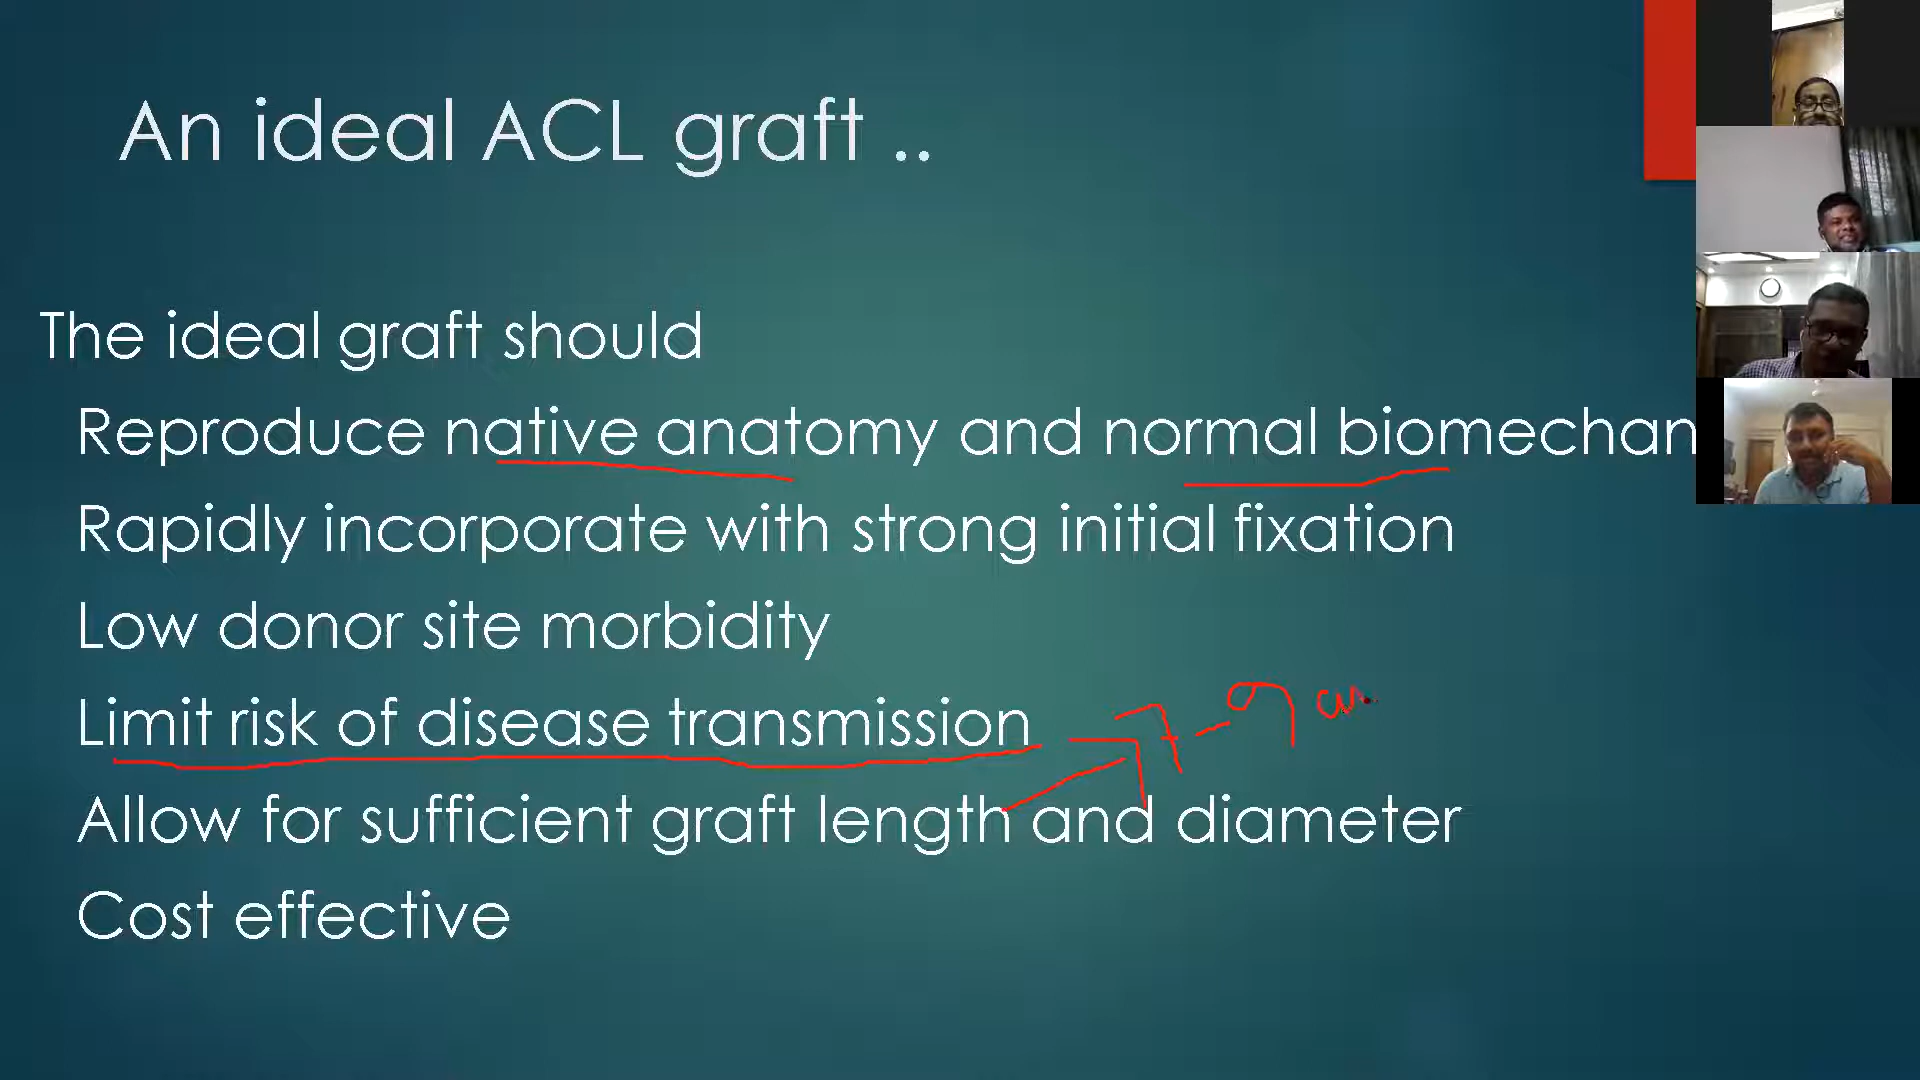 An ideal ACL graft ..
The ideal graft should
Reproduce native anatomy and normal biomechan
Rapidly incorporate with strong initial fixation
Low donor site morbidity
Limit risk of disease transmission
7-9 cm
Allow for sufficient graft length and diameter
Cost effective